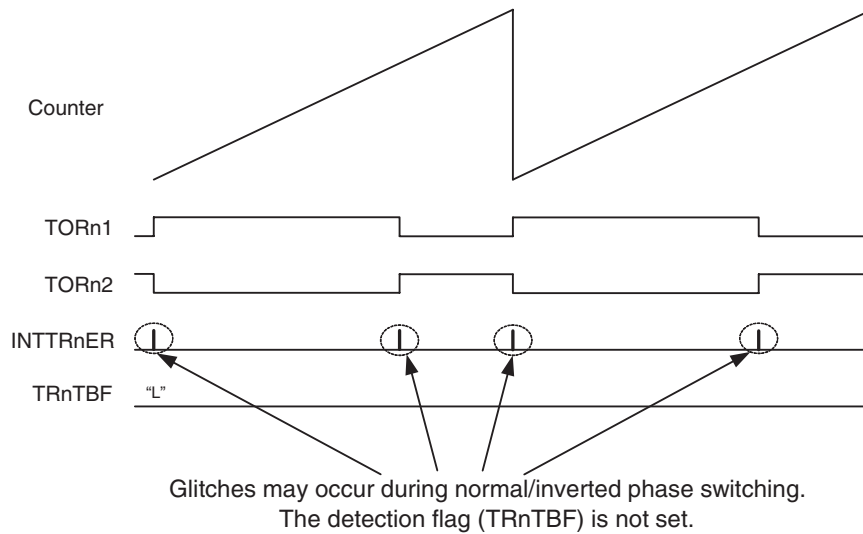 Counter
TORn1
TORn2
INTTRnER
TRnTBF “L”
Glitches may occur during normal/inverted phase switching.
The detection flag (TRnTBF) is not set.